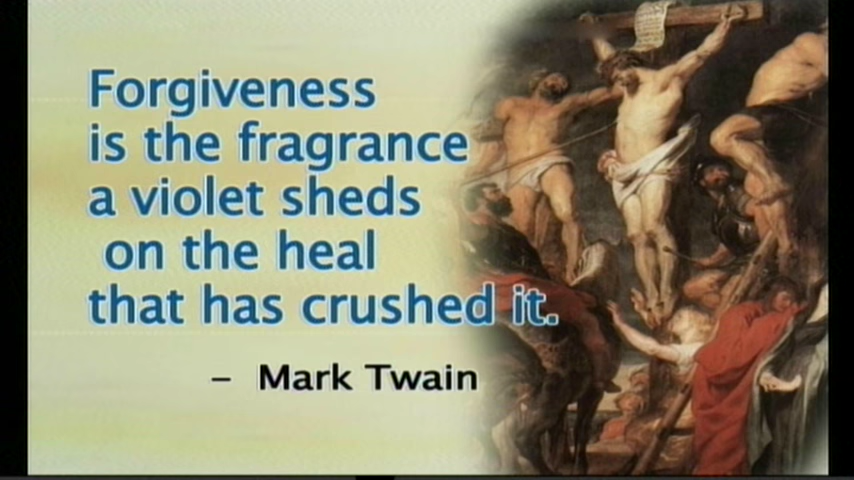 Forgiveness
is the fragrance
a violet sheds
on the heal
that has crushed it.
– Mark Twain